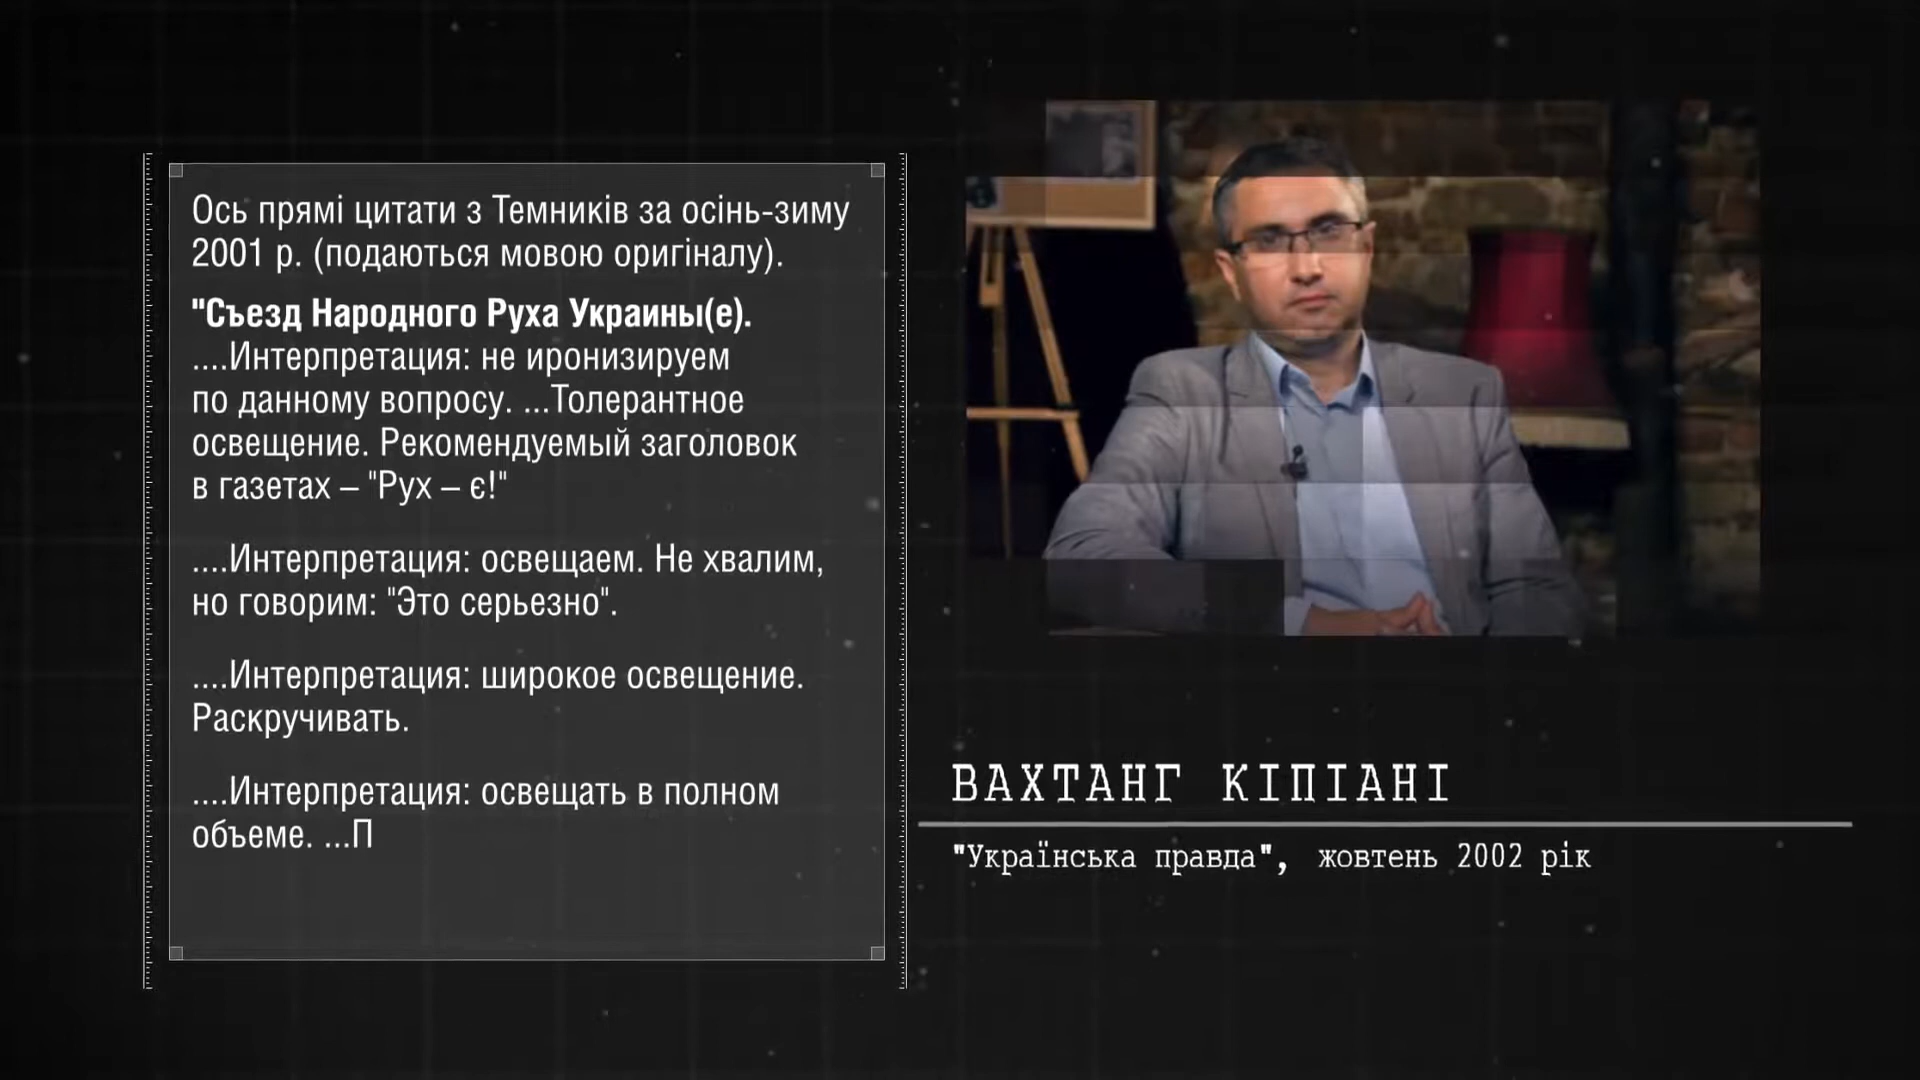 Ось прямі цитати з Темників за осінь-зиму
2001 р. (подаються мовою оригіналу).
"Съезд Народного Руха Украины(е).
....Интерпретация: не иронизируем
по данному вопросу. ...Толерантное
освещение. Рекомендуемый заголовок
в газетах – "Рух – є!"
....Интерпретация: освещаем. Не хвалим,
но говорим: "Это серьезно".
....Интерпретация: широкое освещение.
Раскручивать.
....Интерпретация: освещать в полном
объеме. ...П
ВАХТАНГ КІПІАНІ
"Українська правда", жовтень 2002 рік